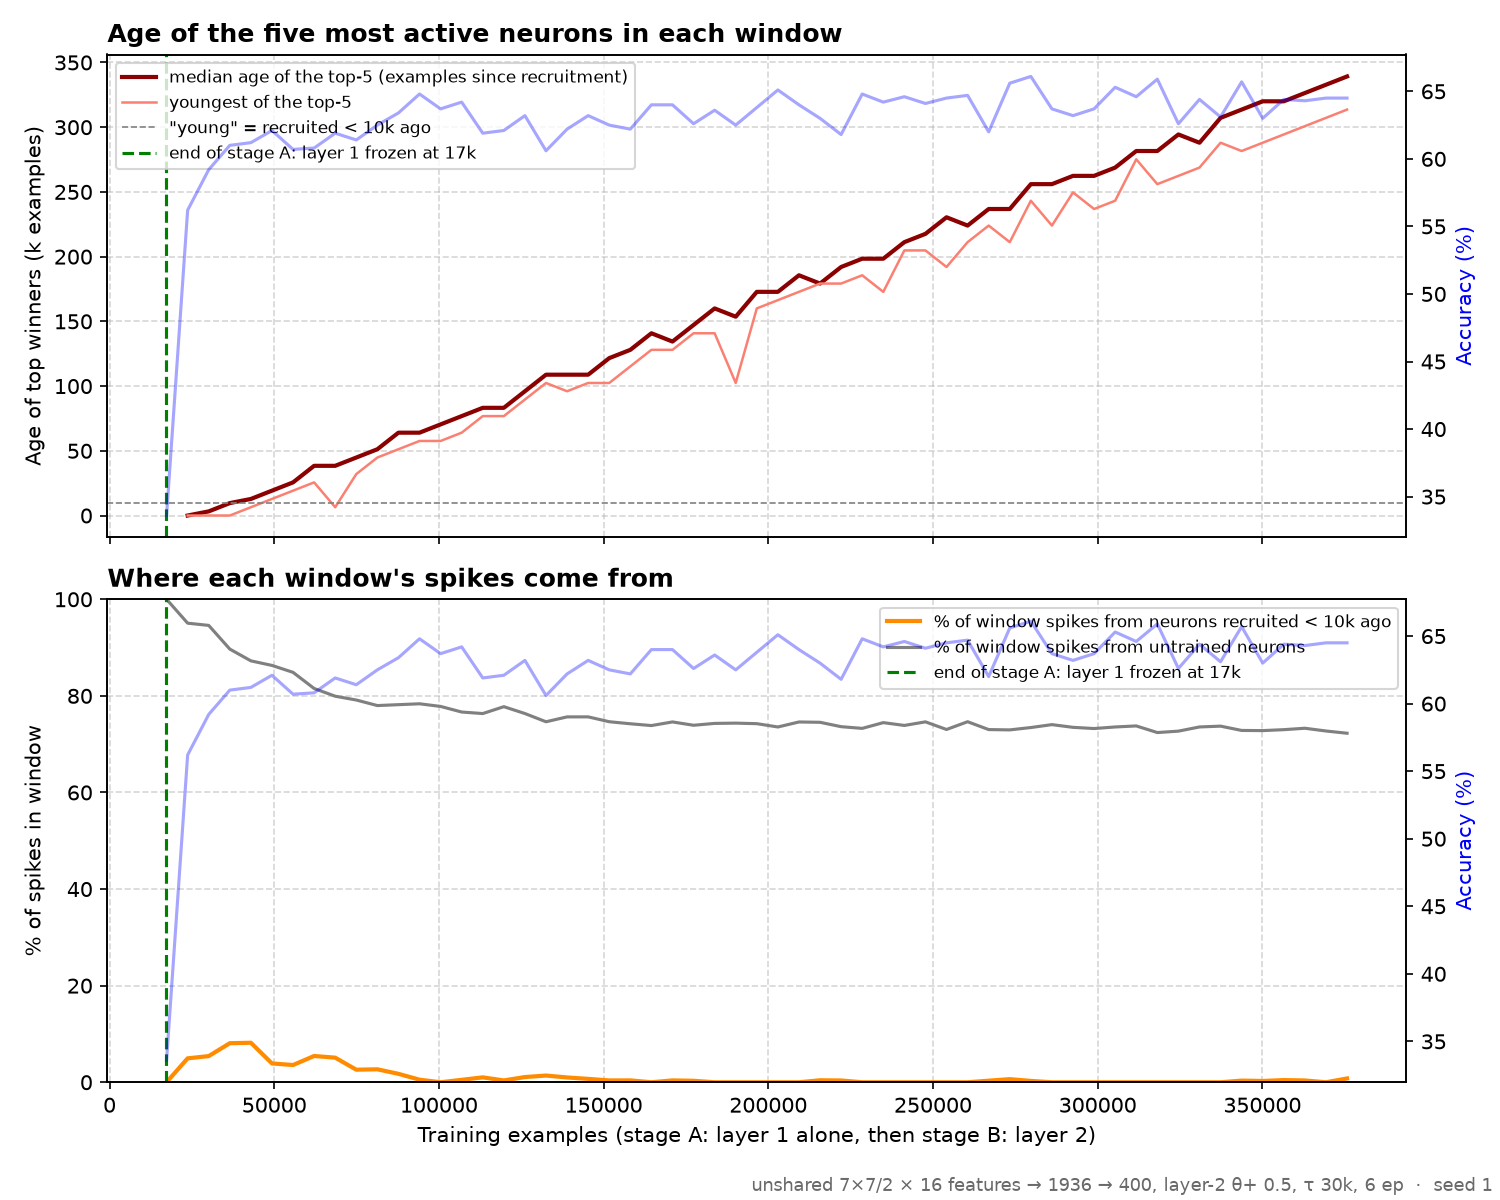 Age of the five most active neurons in each window
median age of the top-5 (examples since recruitment)
youngest of the top-5
"young" = recruited < 10k ago
end of stage A: layer 1 frozen at 17k
Age of top winners (k examples)
350
300
250
200
150
100
50
0
Accuracy (%)
65
60
55
50
45
40
35
Where each window's spikes come from
% of window spikes from neurons recruited < 10k ago
% of window spikes from untrained neurons
end of stage A: layer 1 frozen at 17k
% of spikes in window
100
80
60
40
20
0
Accuracy (%)
65
60
55
50
45
40
35
0 50000 100000 150000 200000 250000 300000 350000
Training examples (stage A: layer 1 alone, then stage B: layer 2)
unshared 7×7/2 × 16 features → 1936 → 400, layer-2 θ+ 0.5, τ 30k, 6 ep · seed 1